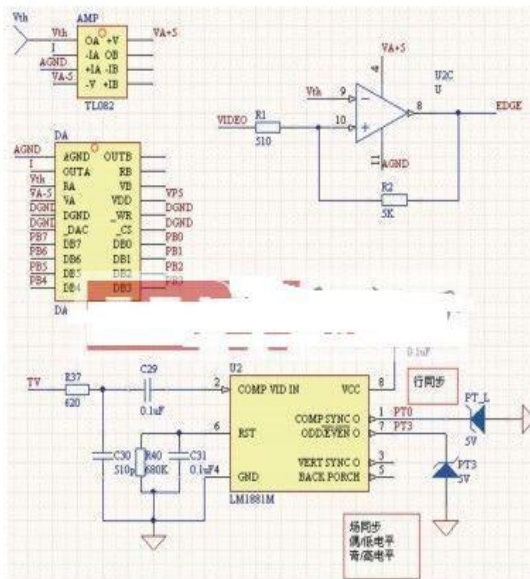 Vth
AMP
Vth OA +V VA+5
I -IA OB
AGND +IA -IB
VA-5 -V +IB
TL082
VA+5
4
U2C
U
Vth 9
8 EDGE
VIDEO R1 10
510
11
AGND
R2
5K
DA
AGND AGND OUTB
I OUTA RB
Vth RA VB
VA-5 VA VDD VP5
DGND DGND _WR DGND
DGND _DAC _CS DGND
PB7 DB7 DB0 PB0
PB6 DB6 DB1 PB1
PB5 DB5 DB2 PB2
PB4 DB4 DB3 PB3
DA
0.1uF
TV R37 C29 U2
620 0.1uF
2 COMP VID IN VCC 8
行同步
PT_L
COMP SYNC O 1 PT0
6 RST ODD/EVEN O 7 PT3
5V
C30 R40 C31
510p 680K 0.1uF
VERT SYNC O 3
PT3
5V
4 GND BACK PORCH 5
LM1881M
场同步
偶/低电平
奇/高电平